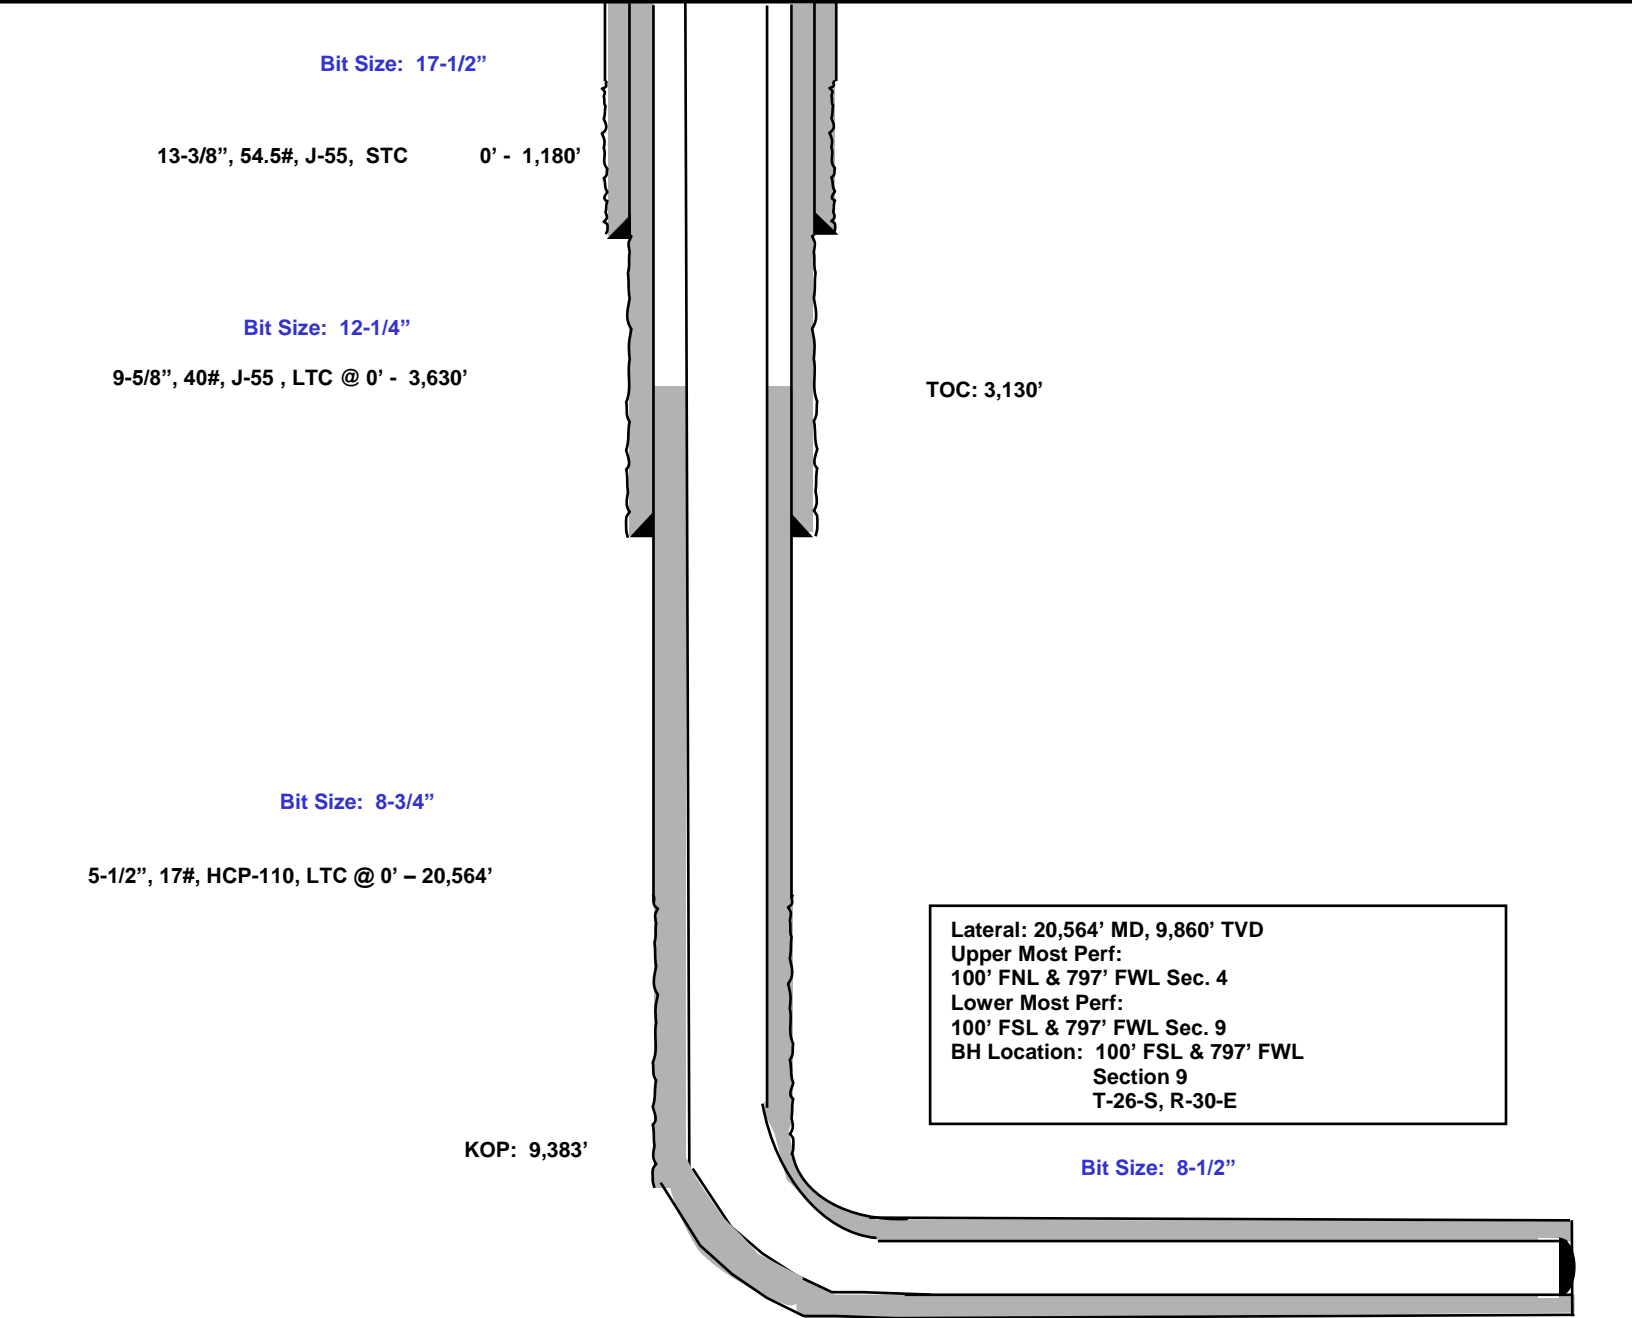 Bit Size: 17-1/2”
13-3/8”, 54.5#, J-55, STC 0’ - 1,180’
Bit Size: 12-1/4”
9-5/8”, 40#, J-55 , LTC @ 0’ - 3,630’
TOC: 3,130’
Bit Size: 8-3/4”
5-1/2”, 17#, HCP-110, LTC @ 0’ – 20,564’
Lateral: 20,564’ MD, 9,860’ TVD
Upper Most Perf:
100’ FNL & 797’ FWL Sec. 4
Lower Most Perf:
100’ FSL & 797’ FWL Sec. 9
BH Location: 100’ FSL & 797’ FWL
Section 9
T-26-S, R-30-E
KOP: 9,383’
Bit Size: 8-1/2”